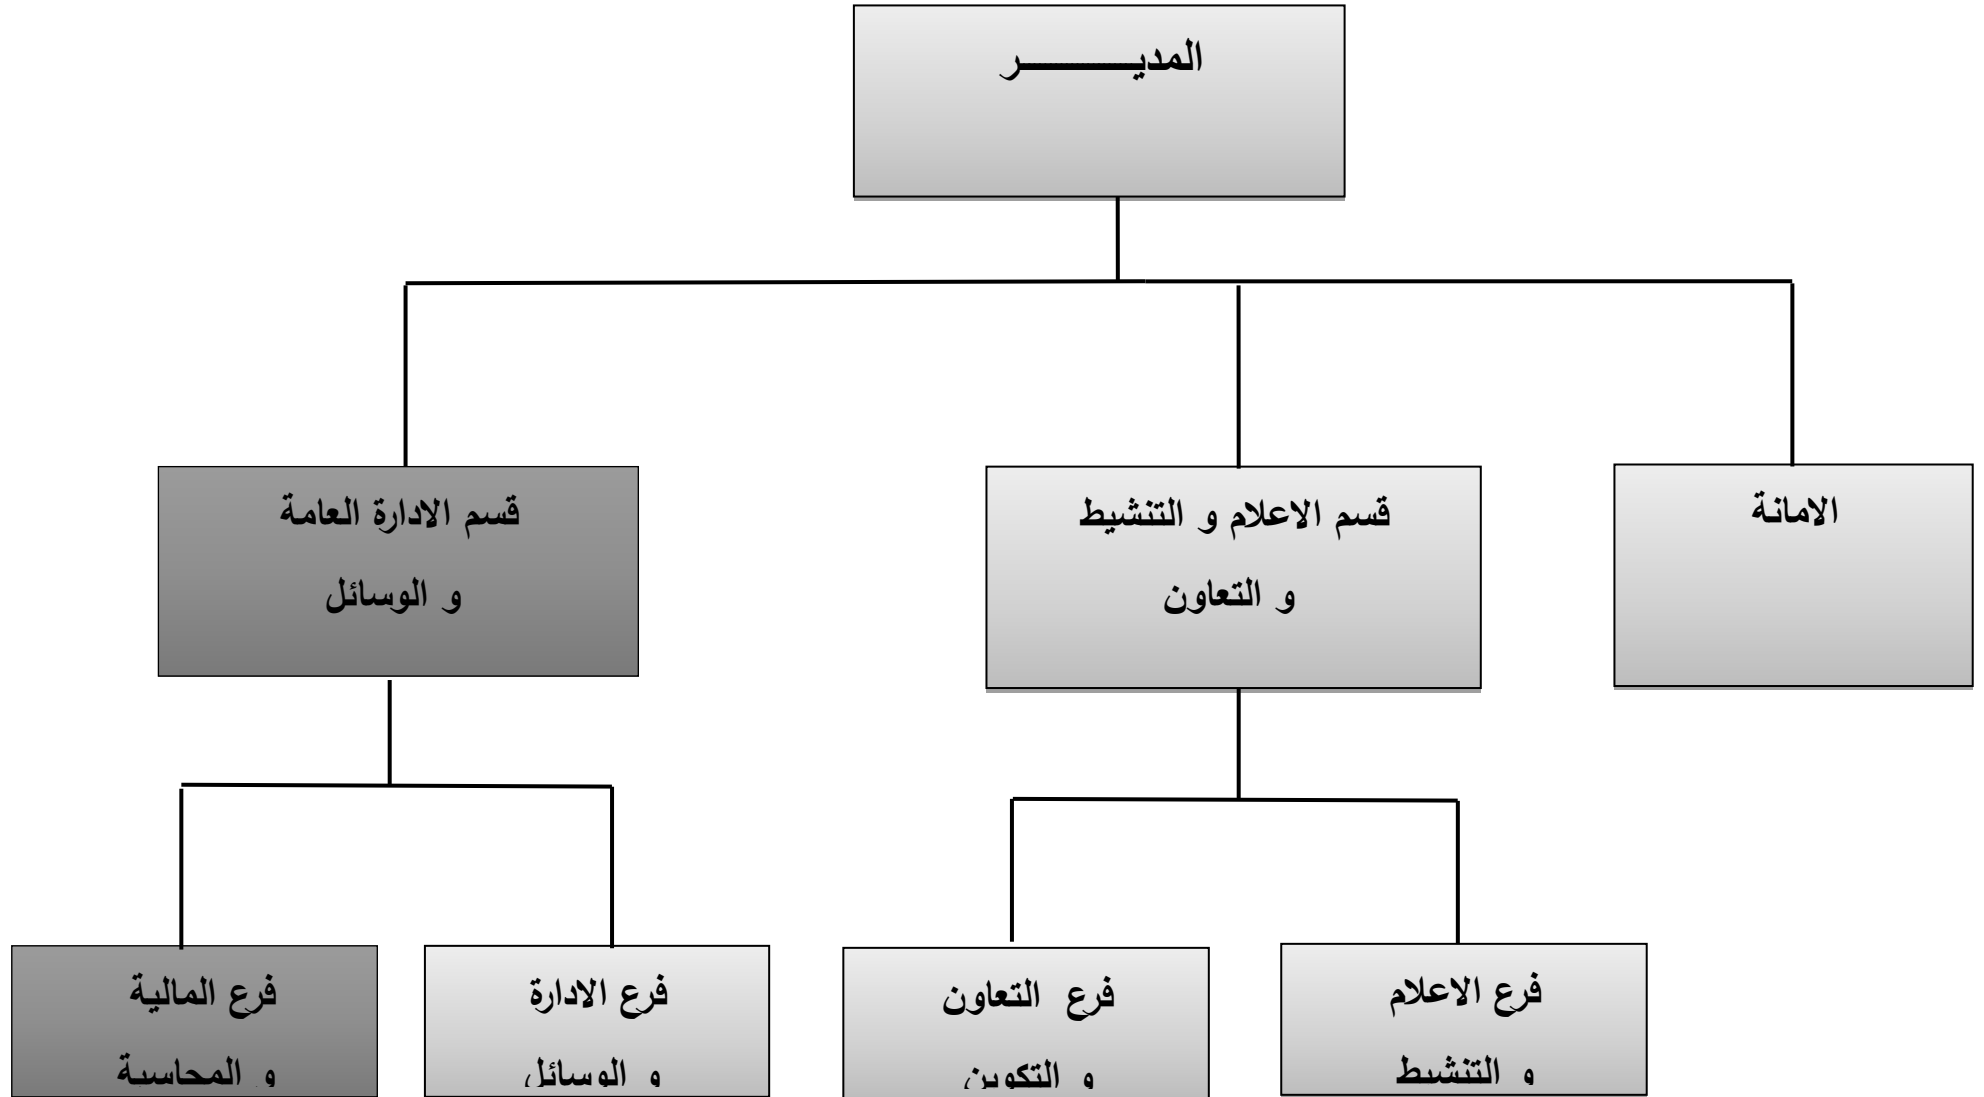 المديـــــــــر
الامانة
قسم الاعلام و التنشيط
و التعاون
قسم الادارة العامة
و الوسائل
فرع الاعلام
و التنشيط
فرع التعاون
و التكوين
فرع الادارة
و الوسائل
فرع المالية
و المحاسبة